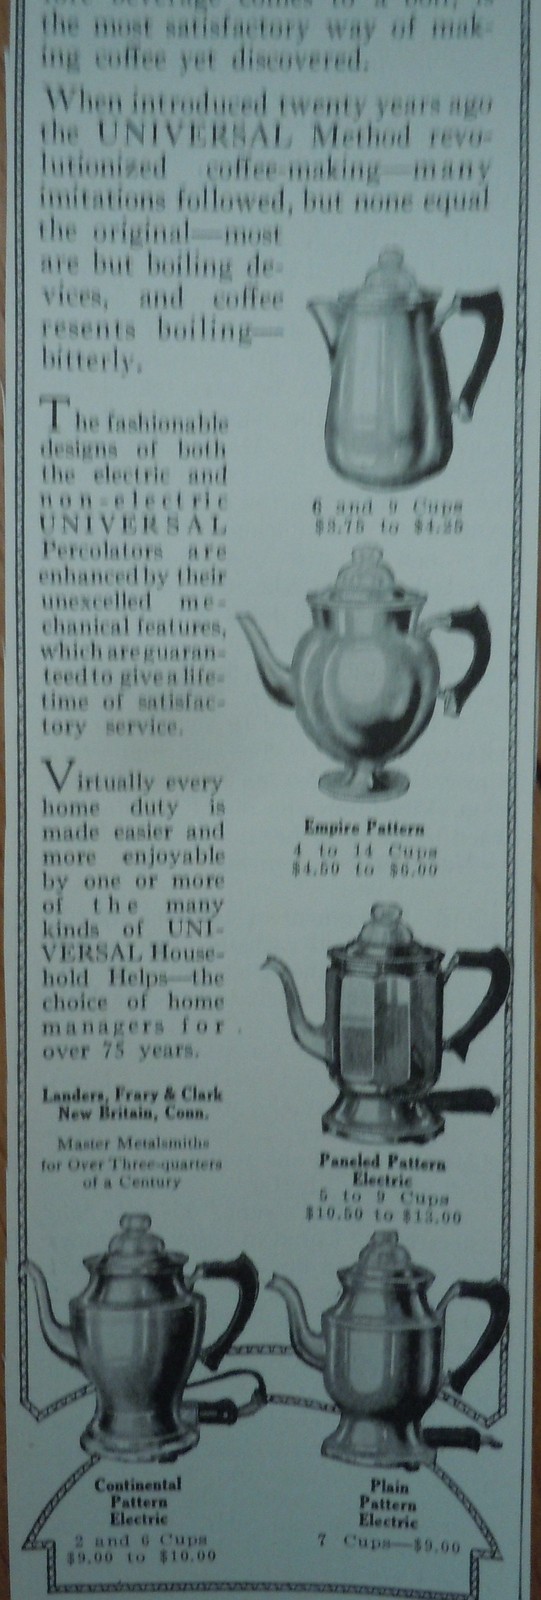 fore beverage comes to a boil, is
the most satisfactory way of mak-
ing coffee yet discovered.
When introduced twenty years ago
the UNIVERSAL Method revo-
lutionized coffee-making—many
imitations followed, but none equal
the original—most
are but boiling de-
vices, and coffee
resents boiling—
bitterly.
The fashionable
designs of both
the electric and
non-electric
UNIVERSAL
Percolators are
enhanced by their
unexcelled me-
chanical features,
which are guaran-
teed to give a life-
time of satisfac-
tory service.
Virtually every
home duty is
made easier and
more enjoyable
by one or more
of the many
kinds of UNI-
VERSAL House-
hold Helps—the
choice of home
managers for
over 75 years.
Landers, Frary & Clark
New Britain, Conn.
Master Metalsmiths
for Over Three-quarters
of a Century
6 and 9 Cups
$3.75 to $4.25
Empire Pattern
4 to 14 Cups
$4.50 to $6.00
Paneled Pattern
Electric
5 to 9 Cups
$10.50 to $13.00
Continental
Pattern
Electric
2 and 6 Cups
$9.00 to $10.00
Plain
Pattern
Electric
7 Cups—$9.00